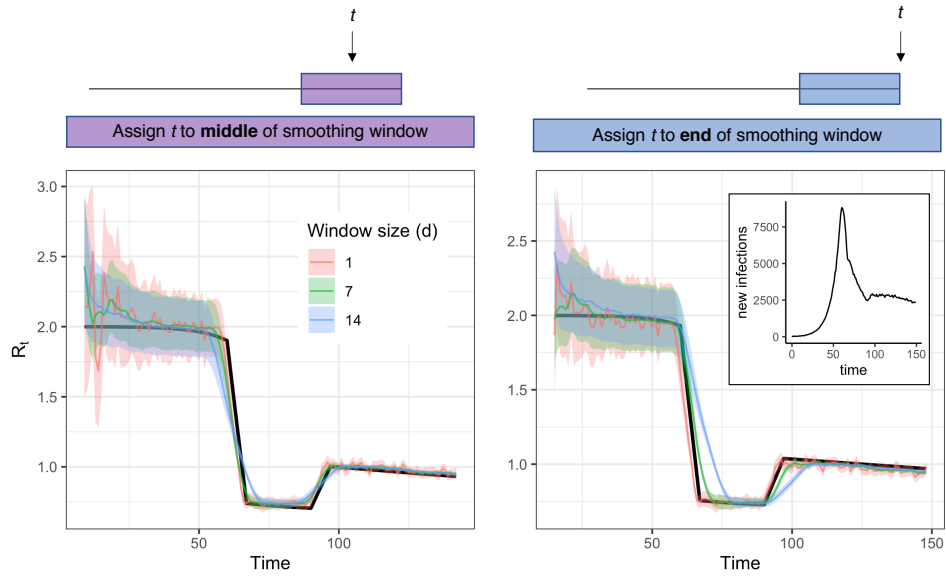 t
Assign t to middle of smoothing window
3.0
2.5
2.0
1.5
1.0
Rt
50
100
Time
Window size (d)
1
7
14
t
Assign t to end of smoothing window
2.5
2.0
1.5
1.0
50
100
150
Time
7500
5000
2500
0
new infections
0
50
100
150
time